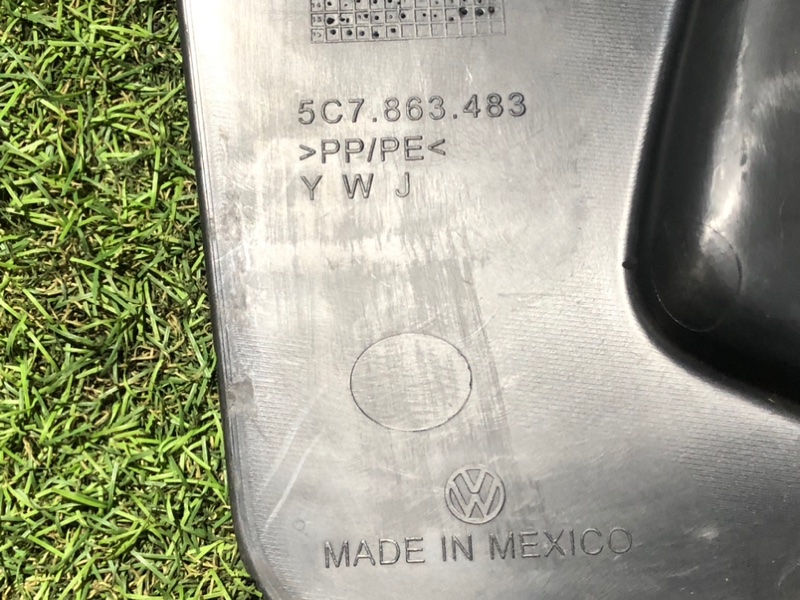 5C7.863.483
>PP/PE<
Y W J
MADE IN MEXICO